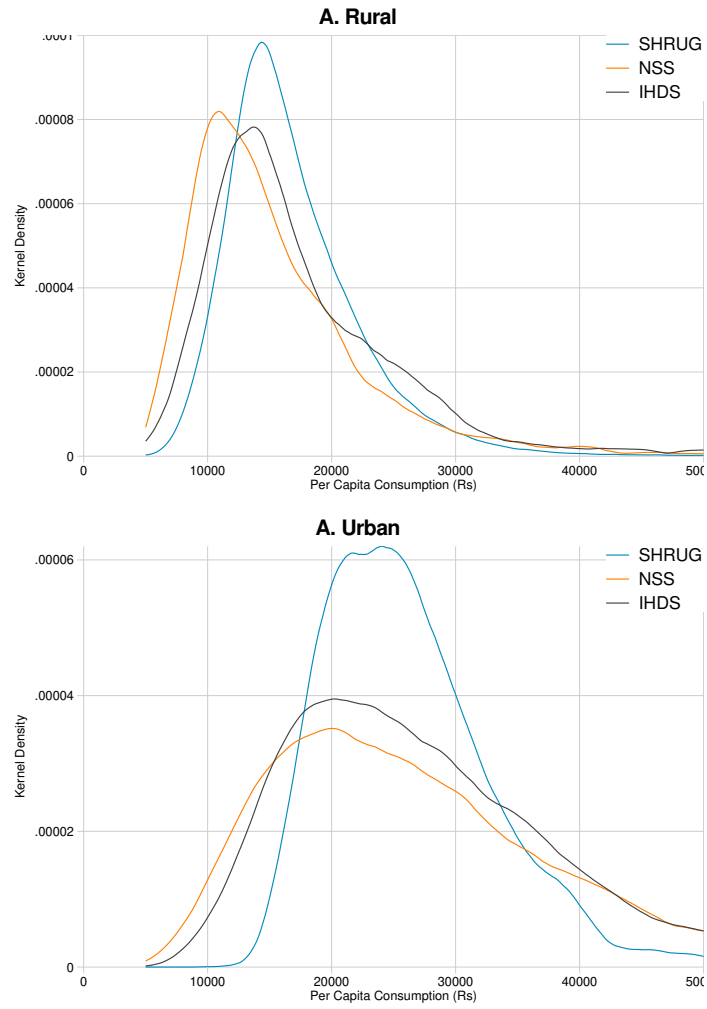 A. Rural
.0001
SHRUG
NSS
IHDS
.00008
.00006
.00004
.00002
0
Kernel Density
0 10000 20000 30000 40000 5000
Per Capita Consumption (Rs)
A. Urban
SHRUG
NSS
IHDS
.00006
.00004
.00002
0
Kernel Density
0 10000 20000 30000 40000 5000
Per Capita Consumption (Rs)